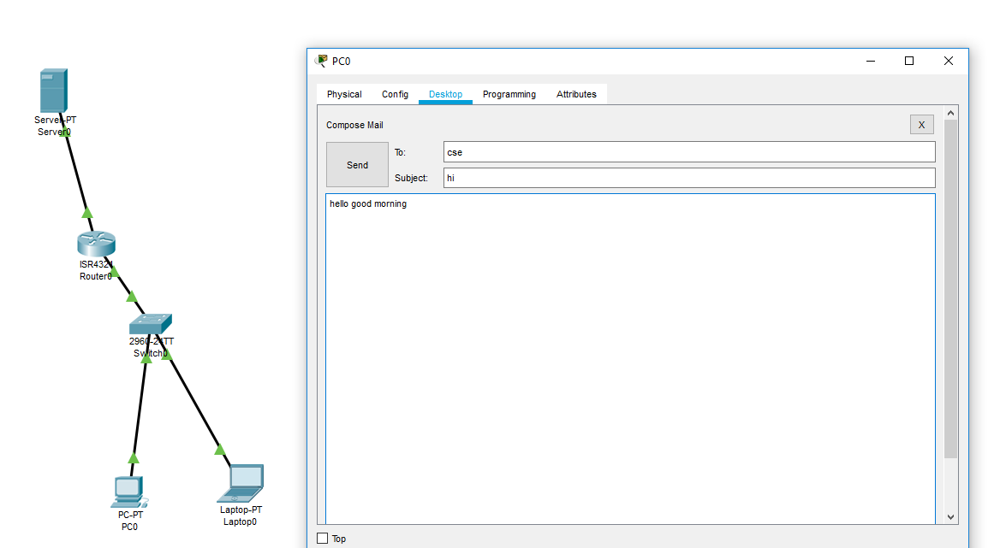 Server-PT
Server0
ISR4321
Router0
2960-24TT
Switch0
PC-PT
PC0
Laptop-PT
Laptop0
PC0
Physical Config Desktop Programming Attributes
Compose Mail
X
Send
To: cse
Subject: hi
hello good morning
Top